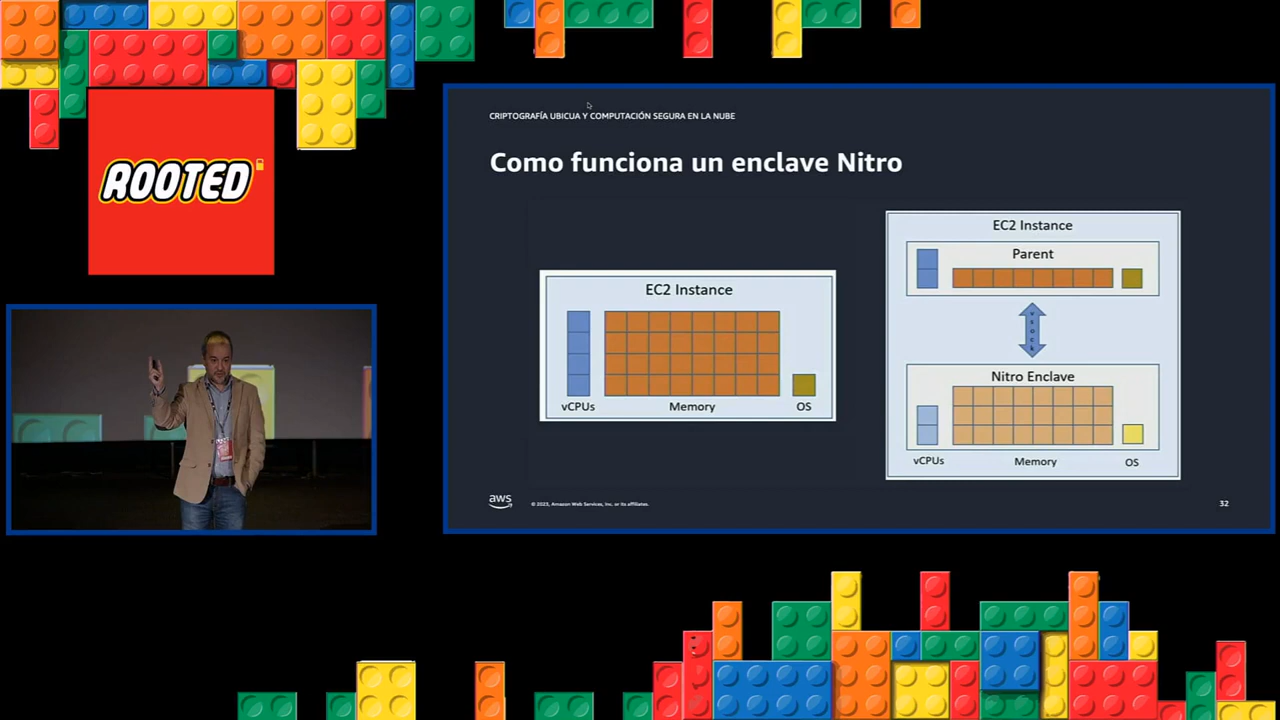 ROOTED
CRIPTOGRAFÍA UBICUA Y COMPUTACIÓN SEGURA EN LA NUBE
Como funciona un enclave Nitro
EC2 Instance
vCPUs
Memory
OS
EC2 Instance
Parent
vsock
Nitro Enclave
vCPUs
Memory
OS
aws
© 2023, Amazon Web Services, Inc. or its affiliates.
32